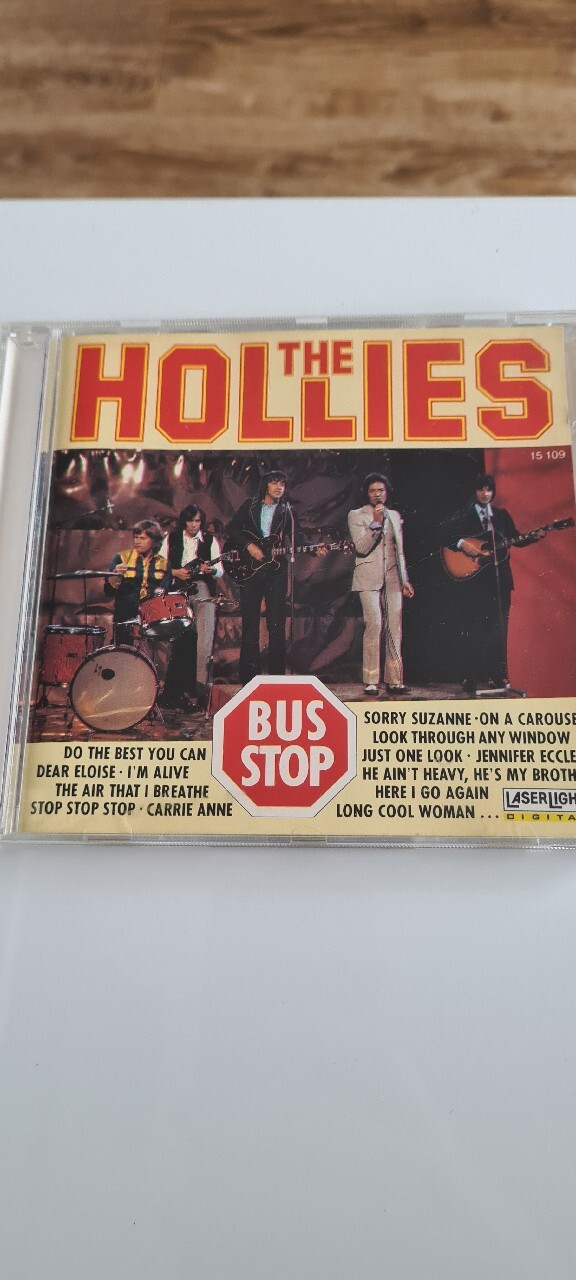 THE
HOLLIES
15 109
BUS
STOP
DO THE BEST YOU CAN
DEAR ELOISE · I'M ALIVE
THE AIR THAT I BREATHE
STOP STOP STOP · CARRIE ANNE
SORRY SUZANNE · ON A CAROUSE
LOOK THROUGH ANY WINDOW
JUST ONE LOOK · JENNIFER ECCLE
HE AIN'T HEAVY, HE'S MY BROTH
HERE I GO AGAIN
LONG COOL WOMAN ...
LASERLIGH
DIGITA